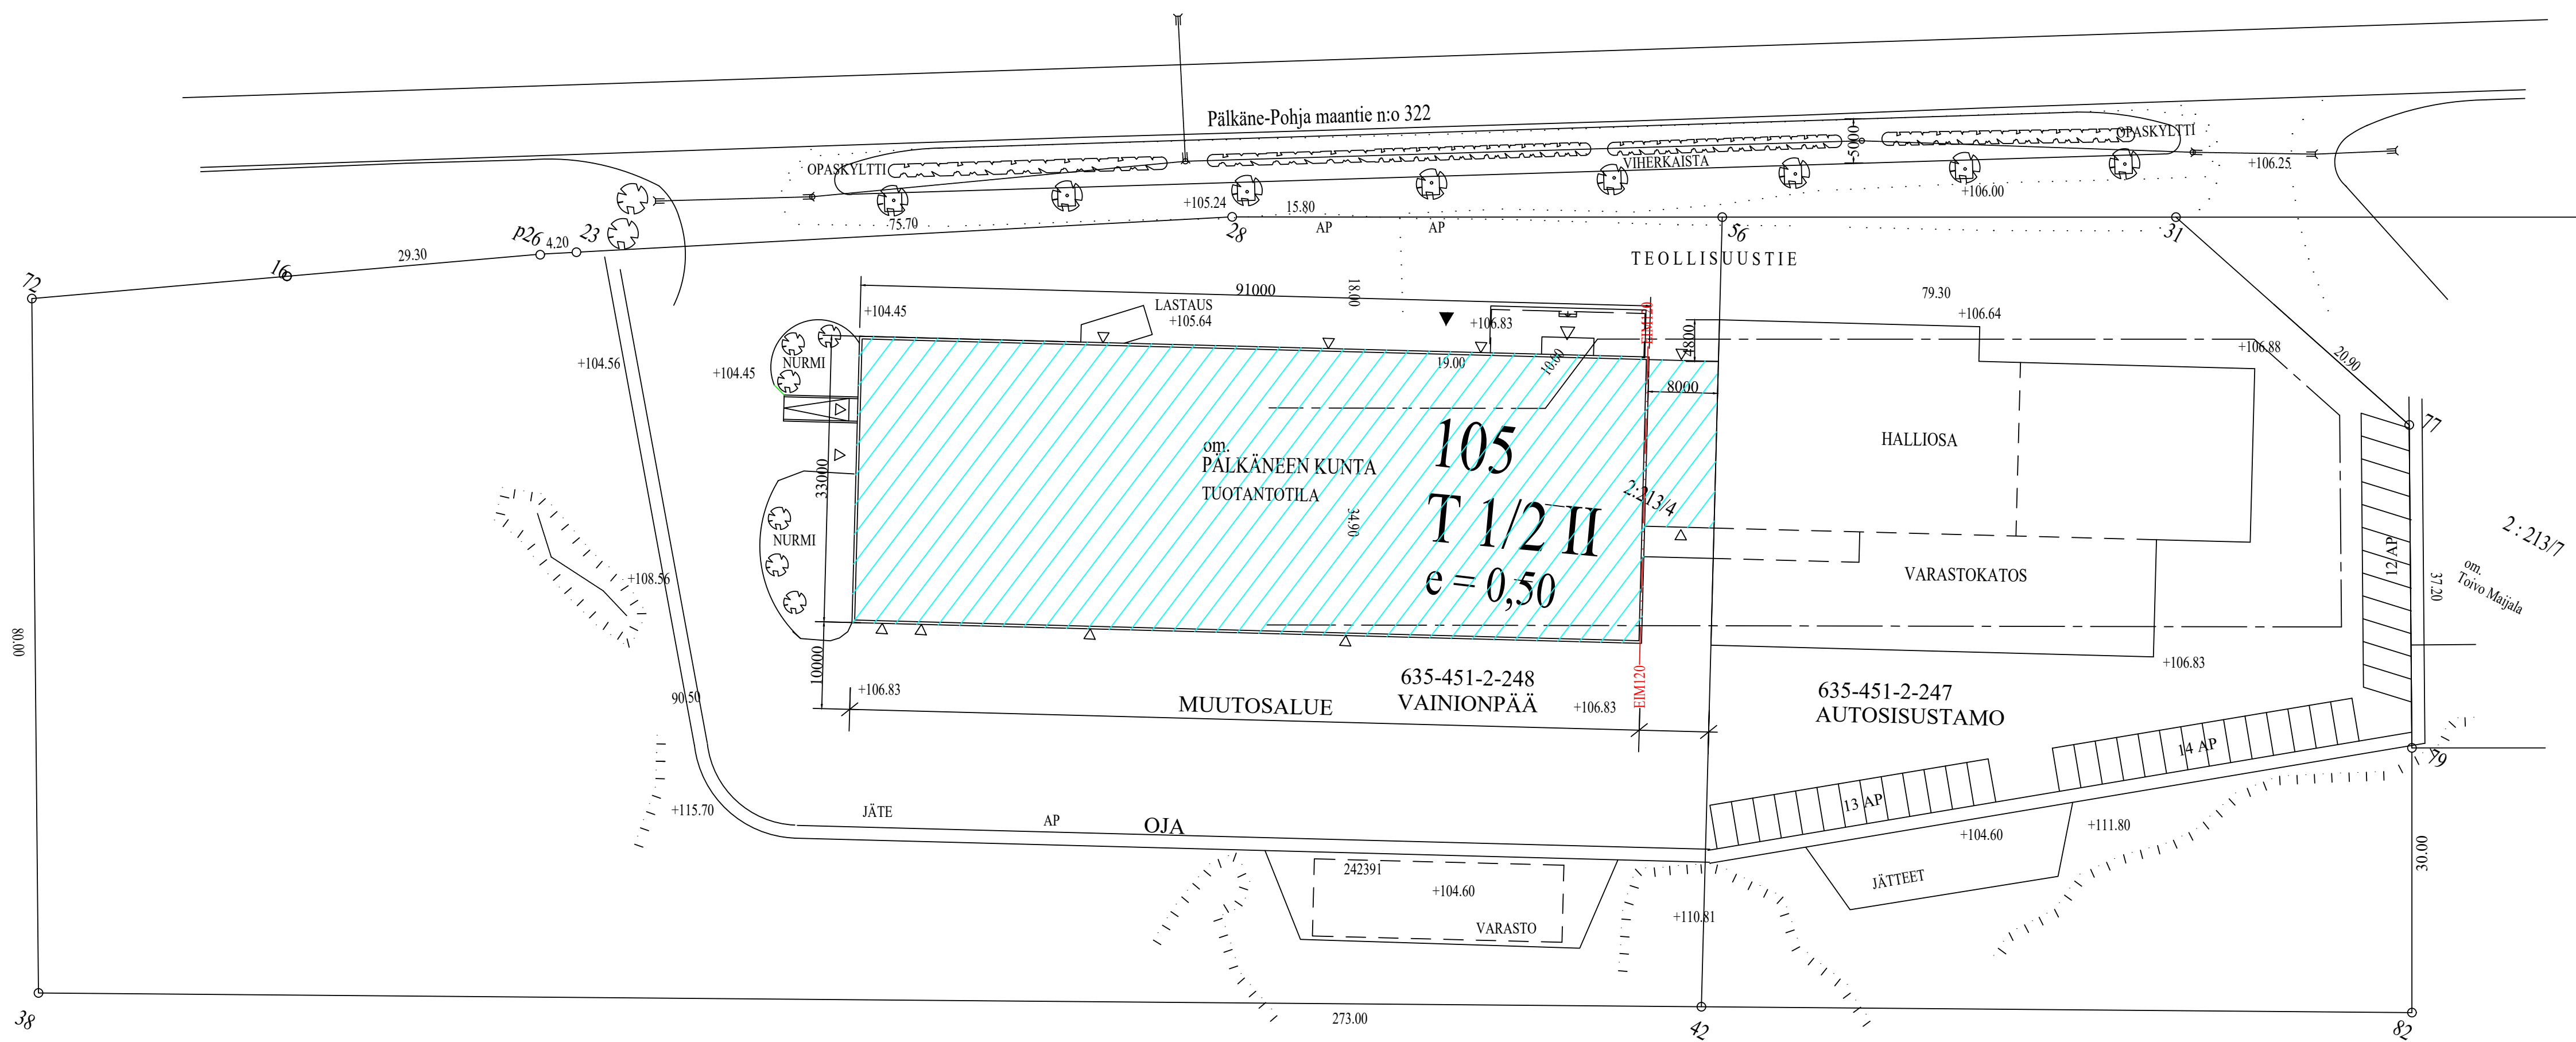 Pälkäne-Pohja maantie n:o 322
OPASKYLTTI
OPASKYLTTI
5000
VIHERKAISTA
+106.25
+106.00
+105.24
15.80
75.70
28
AP
AP
56
31
p26
4.20
23
29.30
16
72
TEOLLISUUSTIE
91000
18.00
79.30
LASTAUS
+105.64
+104.45
+106.83
EIM120
+106.64
4800
+106.88
20.90
+104.56
+104.45
NURMI
19.00
10.00
8000
77
33000
om.
PÄLKÄNEEN KUNTA
TUOTANTOTILA
105
T 1/2 II
e = 0,50
34.90
2:213/4
HALLIOSA
VARASTOKATOS
12 AP
37.20
2 : 213/7
om.
Toivo Maijala
NURMI
+108.56
80.00
90.50
10000
+106.83
MUUTOSALUE
635-451-2-248
VAINIONPÄÄ
+106.83
EIM120
635-451-2-247
AUTOSISUSTAMO
+106.83
14 AP
79
13 AP
+115.70
JÄTE
AP
OJA
+104.60
+111.80
30.00
242391
+104.60
VARASTO
JÄTTEET
+110.81
38
273.00
42
82